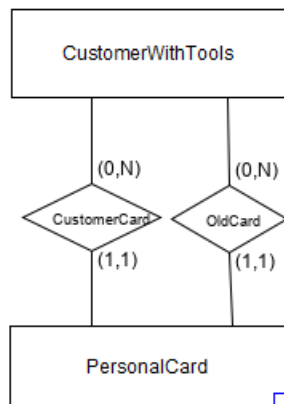 CustomerWithTools
(0,N) (0,N)
CustomerCard OldCard
(1,1) (1,1)
PersonalCard